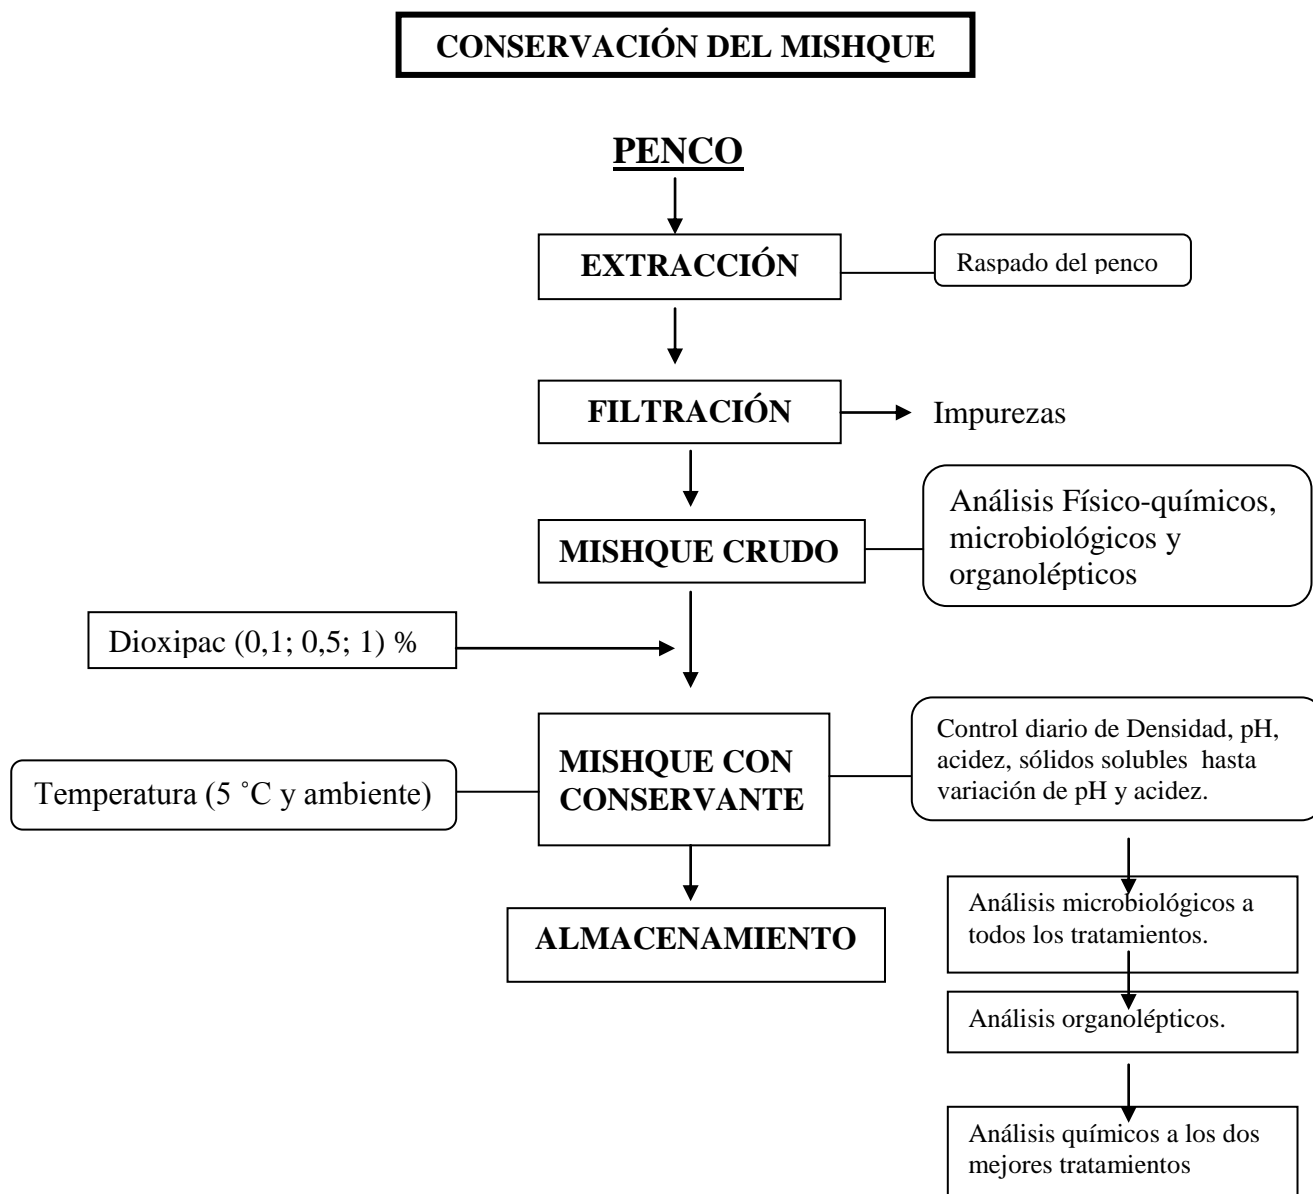 CONSERVACIÓN DEL MISHQUE
PENCO
EXTRACCIÓN
Raspado del penco
FILTRACIÓN
Impurezas
MISHQUE CRUDO
Análisis Físico-químicos,
microbiológicos y
organolépticos
Dioxipac (0,1; 0,5; 1) %
MISHQUE CON
CONSERVANTE
Temperatura (5 ˚C y ambiente)
Control diario de Densidad, pH,
acidez, sólidos solubles  hasta
variación de pH y acidez.
ALMACENAMIENTO
Análisis microbiológicos a
todos los tratamientos.
Análisis organolépticos.
Análisis químicos a los dos
mejores tratamientos